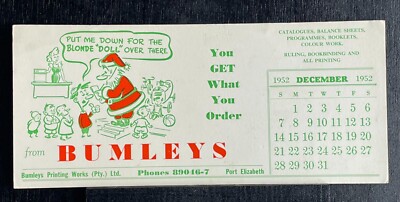 PUT ME DOWN FOR THE
BLONDE "DOLL" OVER THERE.
You
GET
What
You
Order
from BUMLEYS
Bumleys Printing Works (Pty.) Ltd. Phones 89046-7 Port Elizabeth
CATALOGUES, BALANCE SHEETS,
PROGRAMMES, BOOKLETS,
COLOUR WORK.
RULING, BOOKBINDING AND
ALL PRINTING.
1952 DECEMBER 1952
S M T W T F S
1 2 3 4 5 6
7 8 9 10 11 12 13
14 15 16 17 18 19 20
21 22 23 24 25 26 27
28 29 30 31